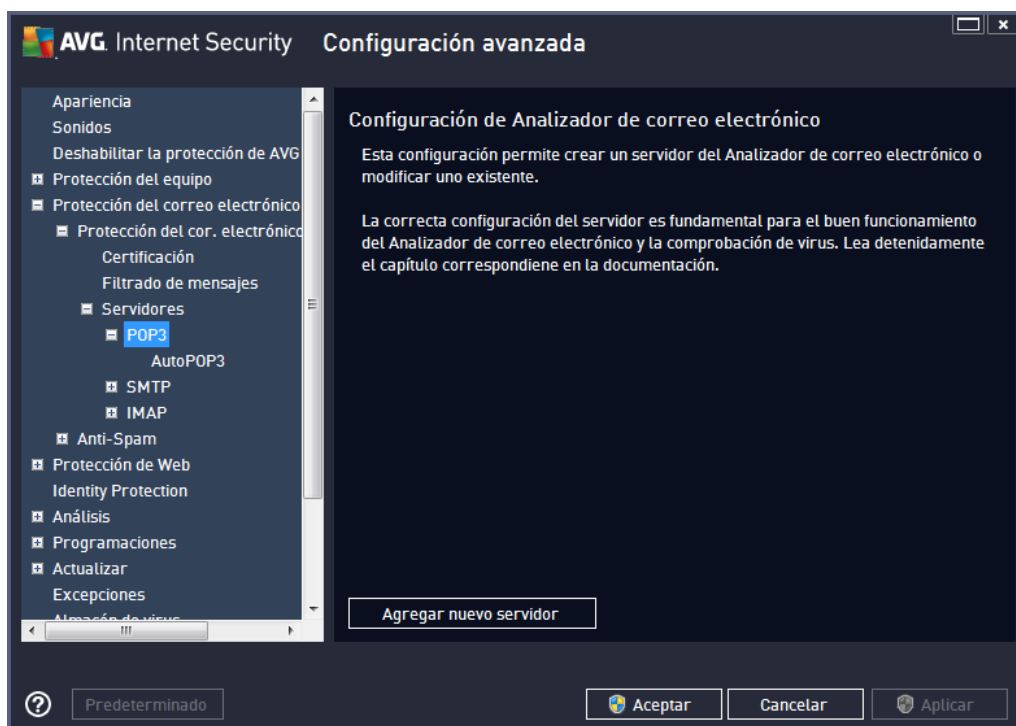 AVG. Internet Security Configuración avanzada
Apariencia
Sonidos
Deshabilitar la protección de AVG
Protección del equipo
Protección del correo electrónico
Protección del cor. electrónico
Certificación
Filtrado de mensajes
Servidores
POP3
AutoPOP3
SMTP
IMAP
Anti-Spam
Protección de Web
Identity Protection
Análisis
Programaciones
Actualizar
Excepciones
Almacén de virus
Configuración de Analizador de correo electrónico
Esta configuración permite crear un servidor del Analizador de correo electrónico o
modificar uno existente.
La correcta configuración del servidor es fundamental para el buen funcionamiento
del Analizador de correo electrónico y la comprobación de virus. Lea detenidamente
el capítulo correspondiene en la documentación.
Agregar nuevo servidor
Predeterminado
Aceptar
Cancelar
Aplicar